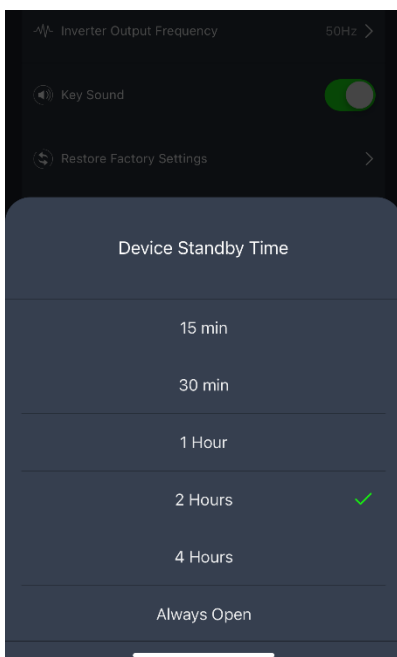 Inverter Output Frequency 50Hz
Key Sound
Restore Factory Settings
Device Standby Time
15 min
30 min
1 Hour
2 Hours
4 Hours
Always Open